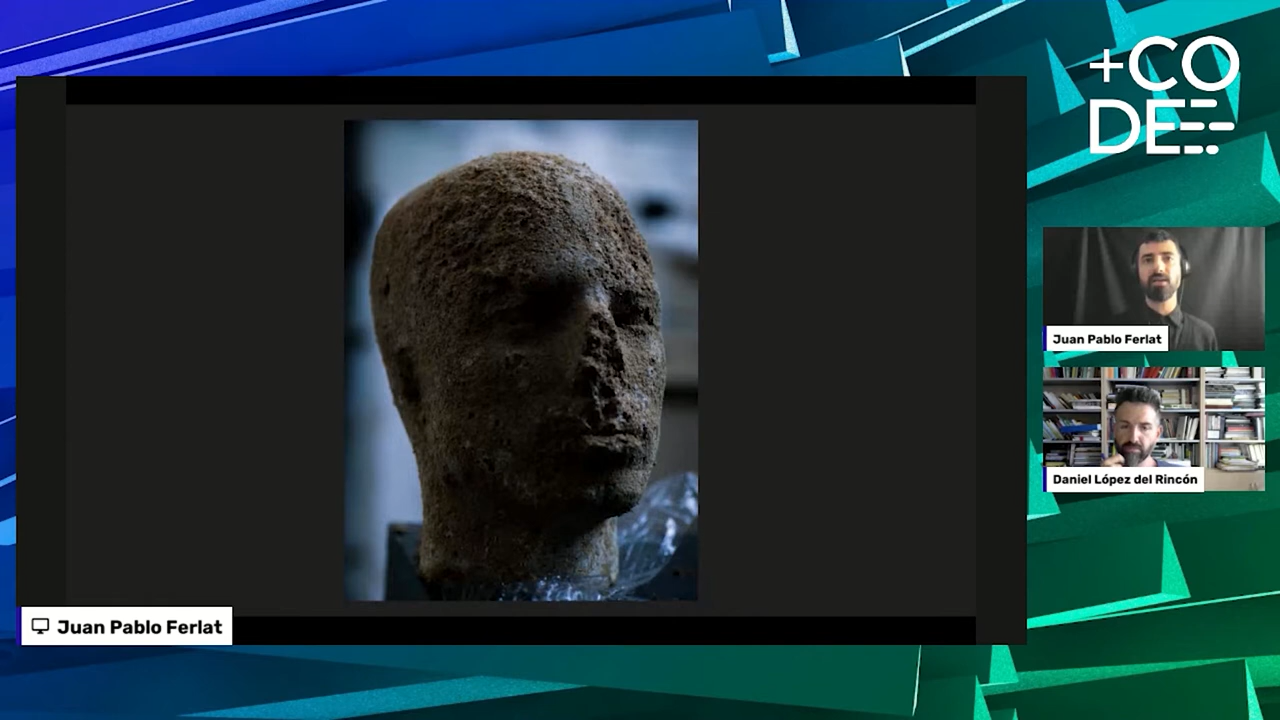 +CO
DE
Juan Pablo Ferlat
Daniel López del Rincón
Juan Pablo Ferlat